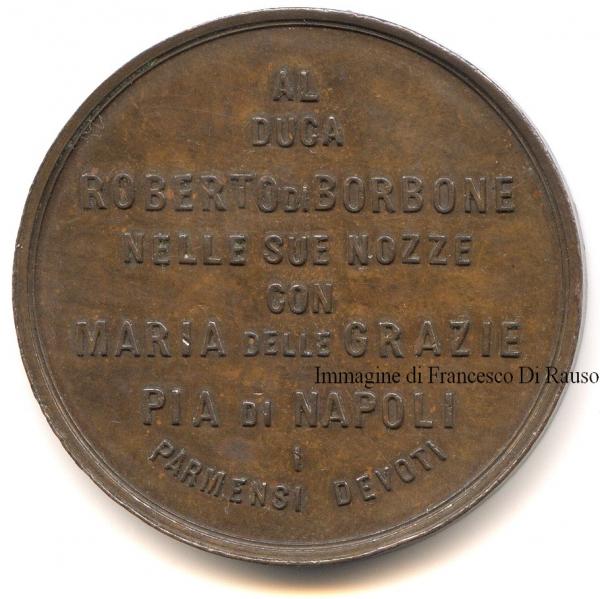 AL
DUCA
ROBERTO DI BORBONE
NELLE SUE NOZZE
CON
MARIA DELLE GRAZIE
Immagine di Francesco Di Rauso
PIA DI NAPOLI
I
PARMENSI DEVOTI